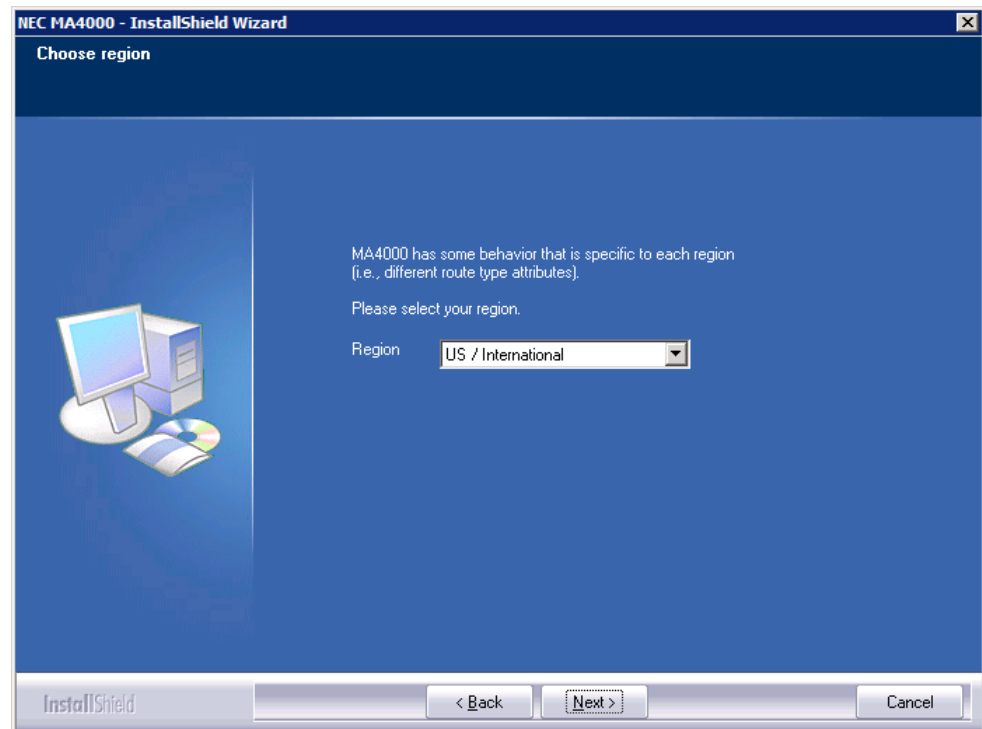 NEC MA4000 - InstallShield Wizard
Choose region
MA4000 has some behavior that is specific to each region
(i.e., different route type attributes).
Please select your region.
Region
US / International
InstallShield
< Back
Next >
Cancel